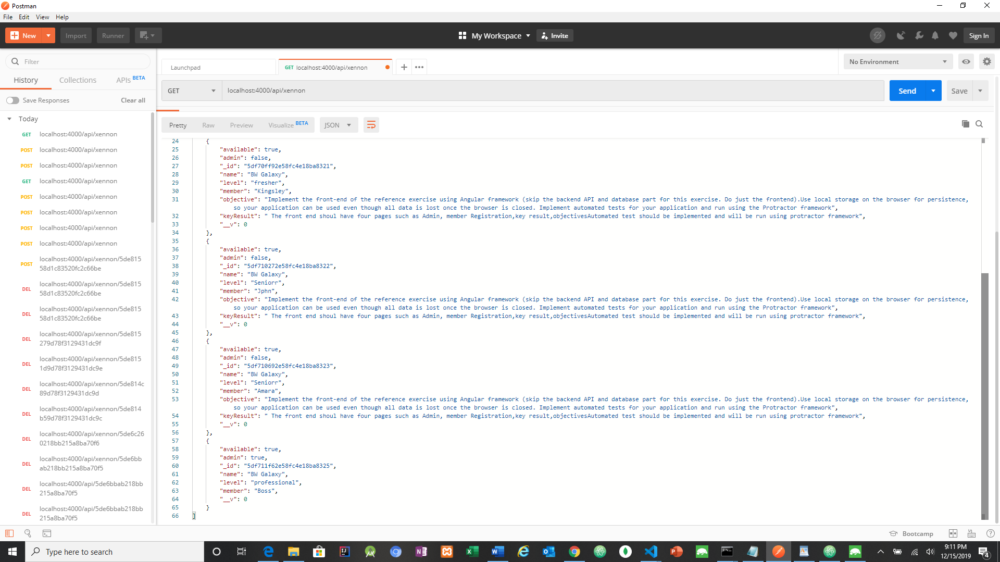 Postman
File Edit View Help
New Import Runner My Workspace Invite Sign In
Filter
History Collections APIs BETA
Save Responses Clear all
Today
GET localhost:4000/api/xennon
POST localhost:4000/api/xennon
POST localhost:4000/api/xennon
GET localhost:4000/api/xennon
POST localhost:4000/api/xennon
POST localhost:4000/api/xennon
POST localhost:4000/api/xennon
POST localhost:4000/api/xennon
POST localhost:4000/api/xennon/5de815
58d1c83520fc2c66be
DEL localhost:4000/api/xennon/5de815
58d1c83520fc2c66be
DEL localhost:4000/api/xennon/5de815
58d1c83520fc2c66be
DEL localhost:4000/api/xennon/5de815
279d78f3129431dc9f
DEL localhost:4000/api/xennon/5de815
1d9d78f3129431dc9e
DEL localhost:4000/api/xennon/5de814c
89d78f3129431dc9d
DEL localhost:4000/api/xennon/5de814
b59d78f3129431dc9c
DEL localhost:4000/api/xennon/5de6c26
0218bb215a8ba70f6
DEL localhost:4000/api/xennon/5de6bb
ab218bb215a8ba70f5
DEL localhost:4000/api/5de6bbab218bb
215a8ba70f5
DEL localhost:4000/api/5de6bbab218bb
215a8ba70f5
Launchpad GET localhost:4000/api/xennon No Environment
GET localhost:4000/api/xennon Send Save
Pretty Raw Preview Visualize BETA JSON
24 {
25 "available": true,
26 "admin": false,
27 "_id": "5df70ff92e58fc4e18ba8321",
28 "name": "BW Galaxy",
29 "level": "fresher",
30 "member": "Kingsley",
31 "objective": "Implement the front-end of the reference exercise using Angular framework (skip the backend API and database part for this exercise. Do just the frontend).Use local storage on the browser for persistence,
so your application can be used even though all data is lost once the browser is closed. Implement automated tests for your application and run using the Protractor framework",
32 "keyResult": " The front end shoul have four pages such as Admin, member Registration,key result,objectivesAutomated test should be implemented and will be run using protractor framework",
33 "__v": 0
34 },
35 {
36 "available": true,
37 "admin": false,
38 "_id": "5df710272e58fc4e18ba8322",
39 "name": "BW Galaxy",
40 "level": "Seniorr",
41 "member": "Jphn",
42 "objective": "Implement the front-end of the reference exercise using Angular framework (skip the backend API and database part for this exercise. Do just the frontend).Use local storage on the browser for persistence,
so your application can be used even though all data is lost once the browser is closed. Implement automated tests for your application and run using the Protractor framework",
43 "keyResult": " The front end shoul have four pages such as Admin, member Registration,key result,objectivesAutomated test should be implemented and will be run using protractor framework",
44 "__v": 0
45 },
46 {
47 "available": true,
48 "admin": false,
49 "_id": "5df710692e58fc4e18ba8323",
50 "name": "BW Galaxy",
51 "level": "Seniorr",
52 "member": "Amara",
53 "objective": "Implement the front-end of the reference exercise using Angular framework (skip the backend API and database part for this exercise. Do just the frontend).Use local storage on the browser for persistence,
so your application can be used even though all data is lost once the browser is closed. Implement automated tests for your application and run using the Protractor framework",
54 "keyResult": " The front end shoul have four pages such as Admin, member Registration,key result,objectivesAutomated test should be implemented and will be run using protractor framework",
55 "__v": 0
56 },
57 {
58 "available": true,
59 "admin": true,
60 "_id": "5df711f62e58fc4e18ba8325",
61 "name": "BW Galaxy",
62 "level": "professional",
63 "member": "Boss",
64 "__v": 0
65 }
66 ]
Bootcamp
Type here to search
9:11 PM
12/15/2019
4